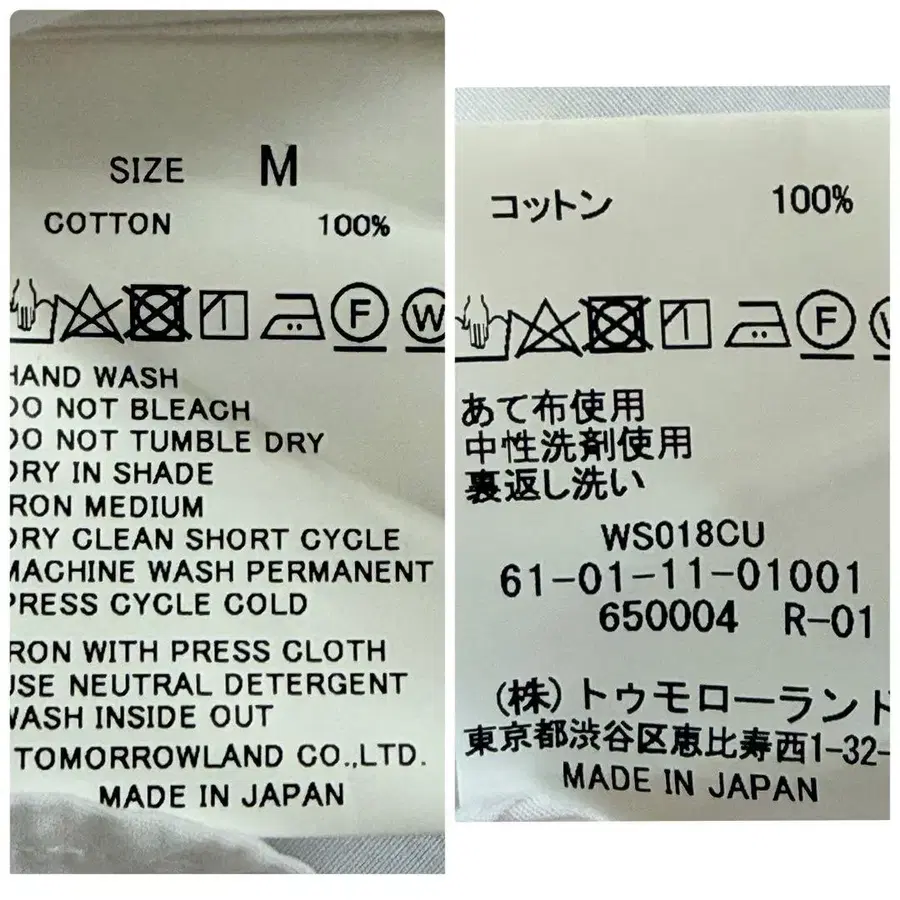 SIZE M
COTTON 100%
F W
HAND WASH
DO NOT BLEACH
DO NOT TUMBLE DRY
DRY IN SHADE
IRON MEDIUM
DRY CLEAN SHORT CYCLE
MACHINE WASH PERMANENT
PRESS CYCLE COLD
IRON WITH PRESS CLOTH
USE NEUTRAL DETERGENT
WASH INSIDE OUT
TOMORROWLAND CO.,LTD.
MADE IN JAPAN
コットン 100%
F
あて布使用
中性洗剤使用
裏返し洗い
WS018CU
61-01-11-01001
650004 R-01
(株)トゥモローランド
東京都渋谷区恵比寿西1-32-
MADE IN JAPAN